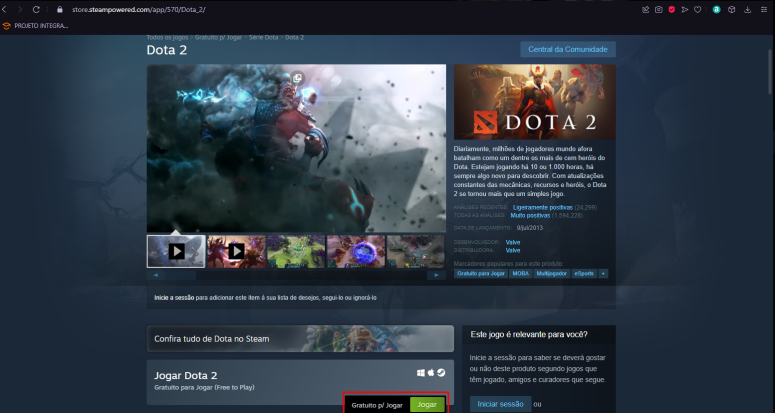 store.steampowered.com/app/570/Dota_2/
PROJETO INTEGRA...
Todos os jogos > Gratuito p/ Jogar > Série Dota > Dota 2
Dota 2
Central da Comunidade
DOTA 2
Diariamente, milhões de jogadores mundo afora
batalham como um dentre os mais de cem heróis do
Dota. Estejam jogando há 10 ou 1.000 horas, há
sempre algo novo para descobrir. Com atualizações
constantes das mecânicas, recursos e heróis, o Dota
2 se tornou mais que um simples jogo.
ANÁLISES RECENTES: Ligeiramente positivas (24,299)
TODAS AS ANÁLISES: Muito positivas (1,594,228)
DATA DE LANÇAMENTO: 9/jul/2013
DESENVOLVEDOR: Valve
DISTRIBUIDORA: Valve
Marcadores populares para este produto:
Gratuito para Jogar MOBA Multijogador eSports +
Inicie a sessão para adicionar este item à sua lista de desejos, segui-lo ou ignorá-lo
Confira tudo de Dota no Steam
Jogar Dota 2
Gratuito para Jogar (Free to Play)
Gratuito p/ Jogar Jogar
Este jogo é relevante para você?
Inicie a sessão para saber se deverá gostar
ou não deste produto segundo jogos que
têm jogado, amigos e curadores que segue.
Iniciar sessão ou